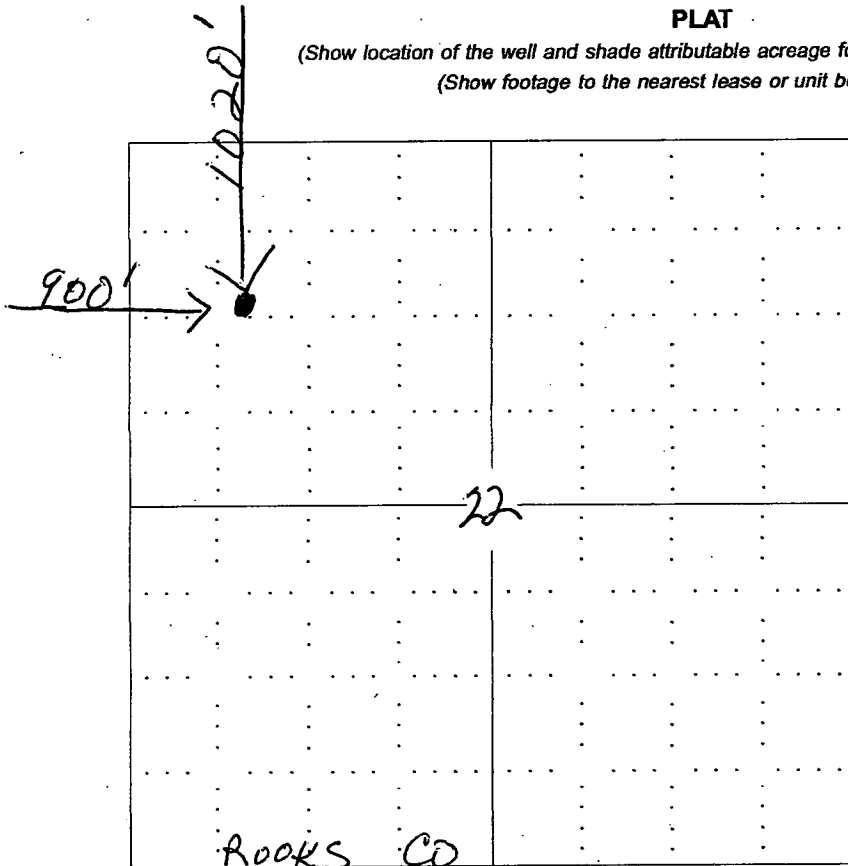 PLAT
(Show location of the well and shade attributable acreage fo
(Show footage to the nearest lease or unit b
1020'
900'
22
ROOKS CO